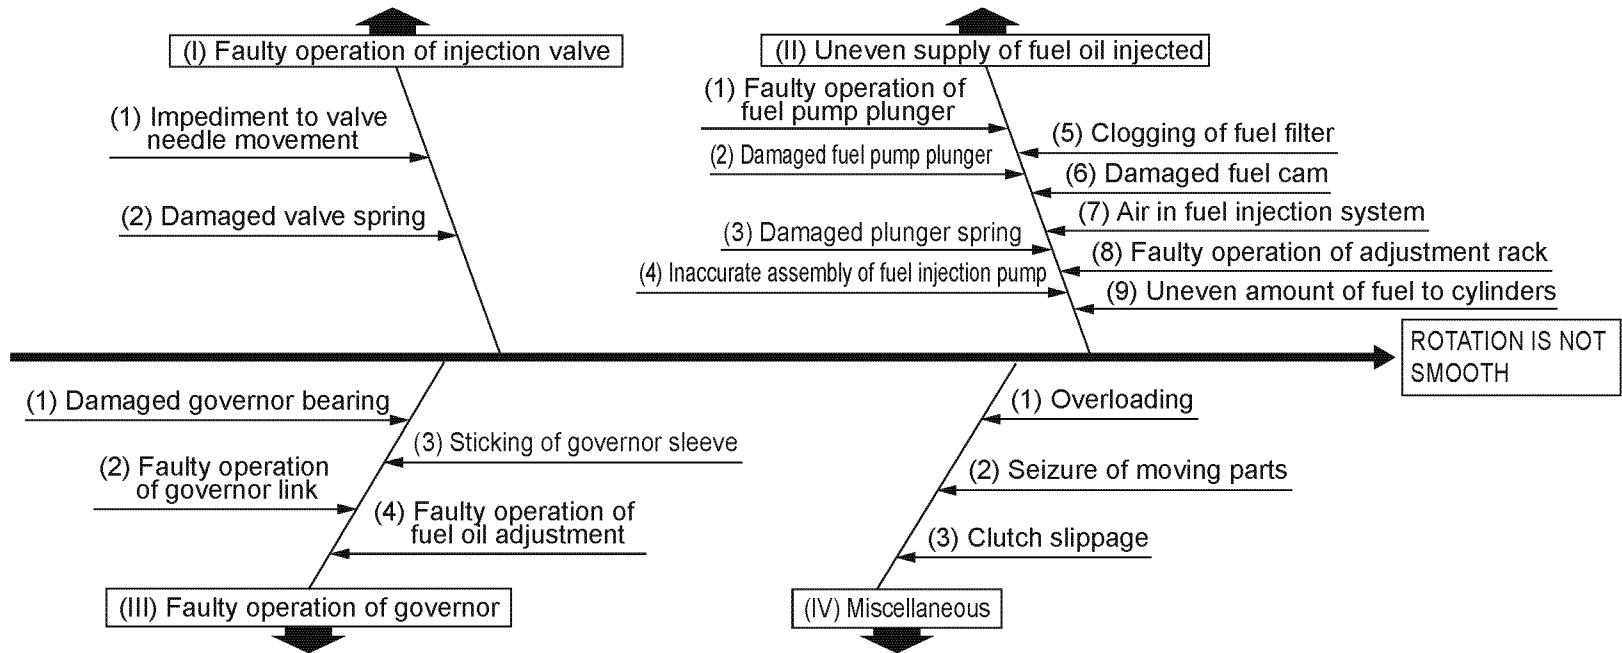 (I) Faulty operation of injection valve
(1) Impediment to valve
needle movement
(2) Damaged valve spring
(II) Uneven supply of fuel oil injected
(1) Faulty operation of
fuel pump plunger
(2) Damaged fuel pump plunger
(3) Damaged plunger spring
(4) Inaccurate assembly of fuel injection pump
(5) Clogging of fuel filter
(6) Damaged fuel cam
(7) Air in fuel injection system
(8) Faulty operation of adjustment rack
(9) Uneven amount of fuel to cylinders
ROTATION IS NOT
SMOOTH
(1) Damaged governor bearing
(2) Faulty operation
of governor link
(3) Sticking of governor sleeve
(4) Faulty operation of
fuel oil adjustment
(III) Faulty operation of governor
(1) Overloading
(2) Seizure of moving parts
(3) Clutch slippage
(IV) Miscellaneous